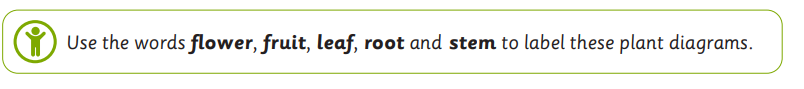 Use the words flower, fruit, leaf, root and stem to label these plant diagrams.